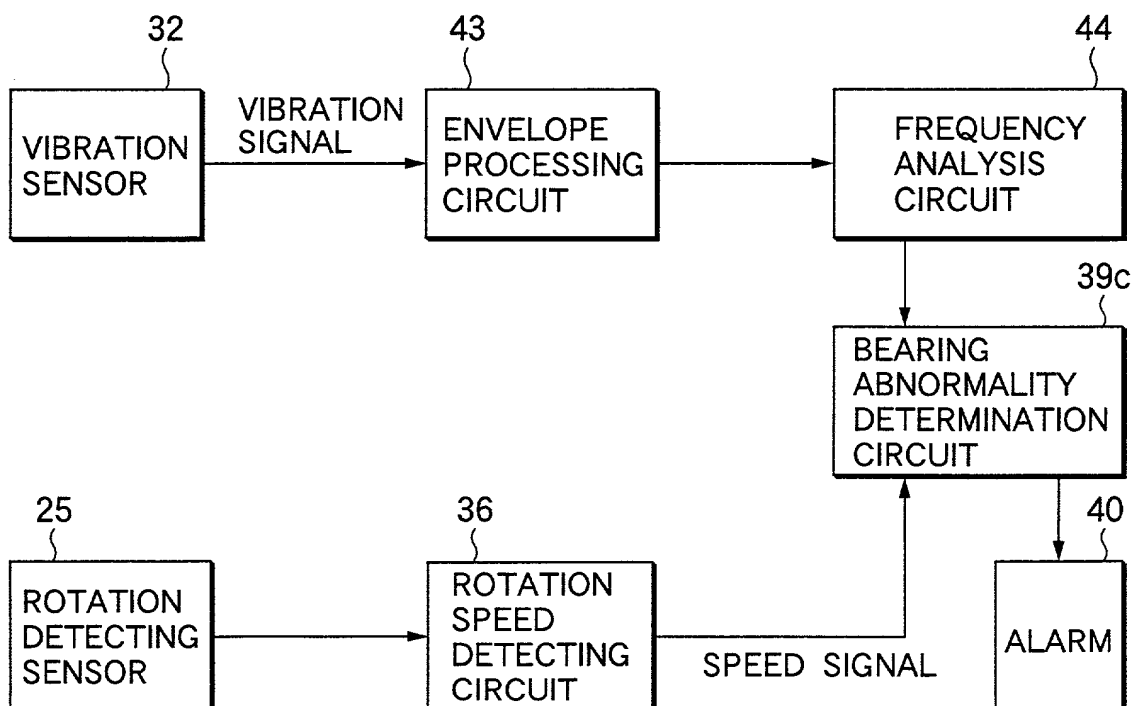 32
43
44
VIBRATION
SENSOR
VIBRATION
SIGNAL
ENVELOPE
PROCESSING
CIRCUIT
FREQUENCY
ANALYSIS
CIRCUIT
39c
BEARING
ABNORMALITY
DETERMINATION
CIRCUIT
25
36
40
ROTATION
DETECTING
SENSOR
ROTATION
SPEED
DETECTING
CIRCUIT
SPEED SIGNAL
ALARM